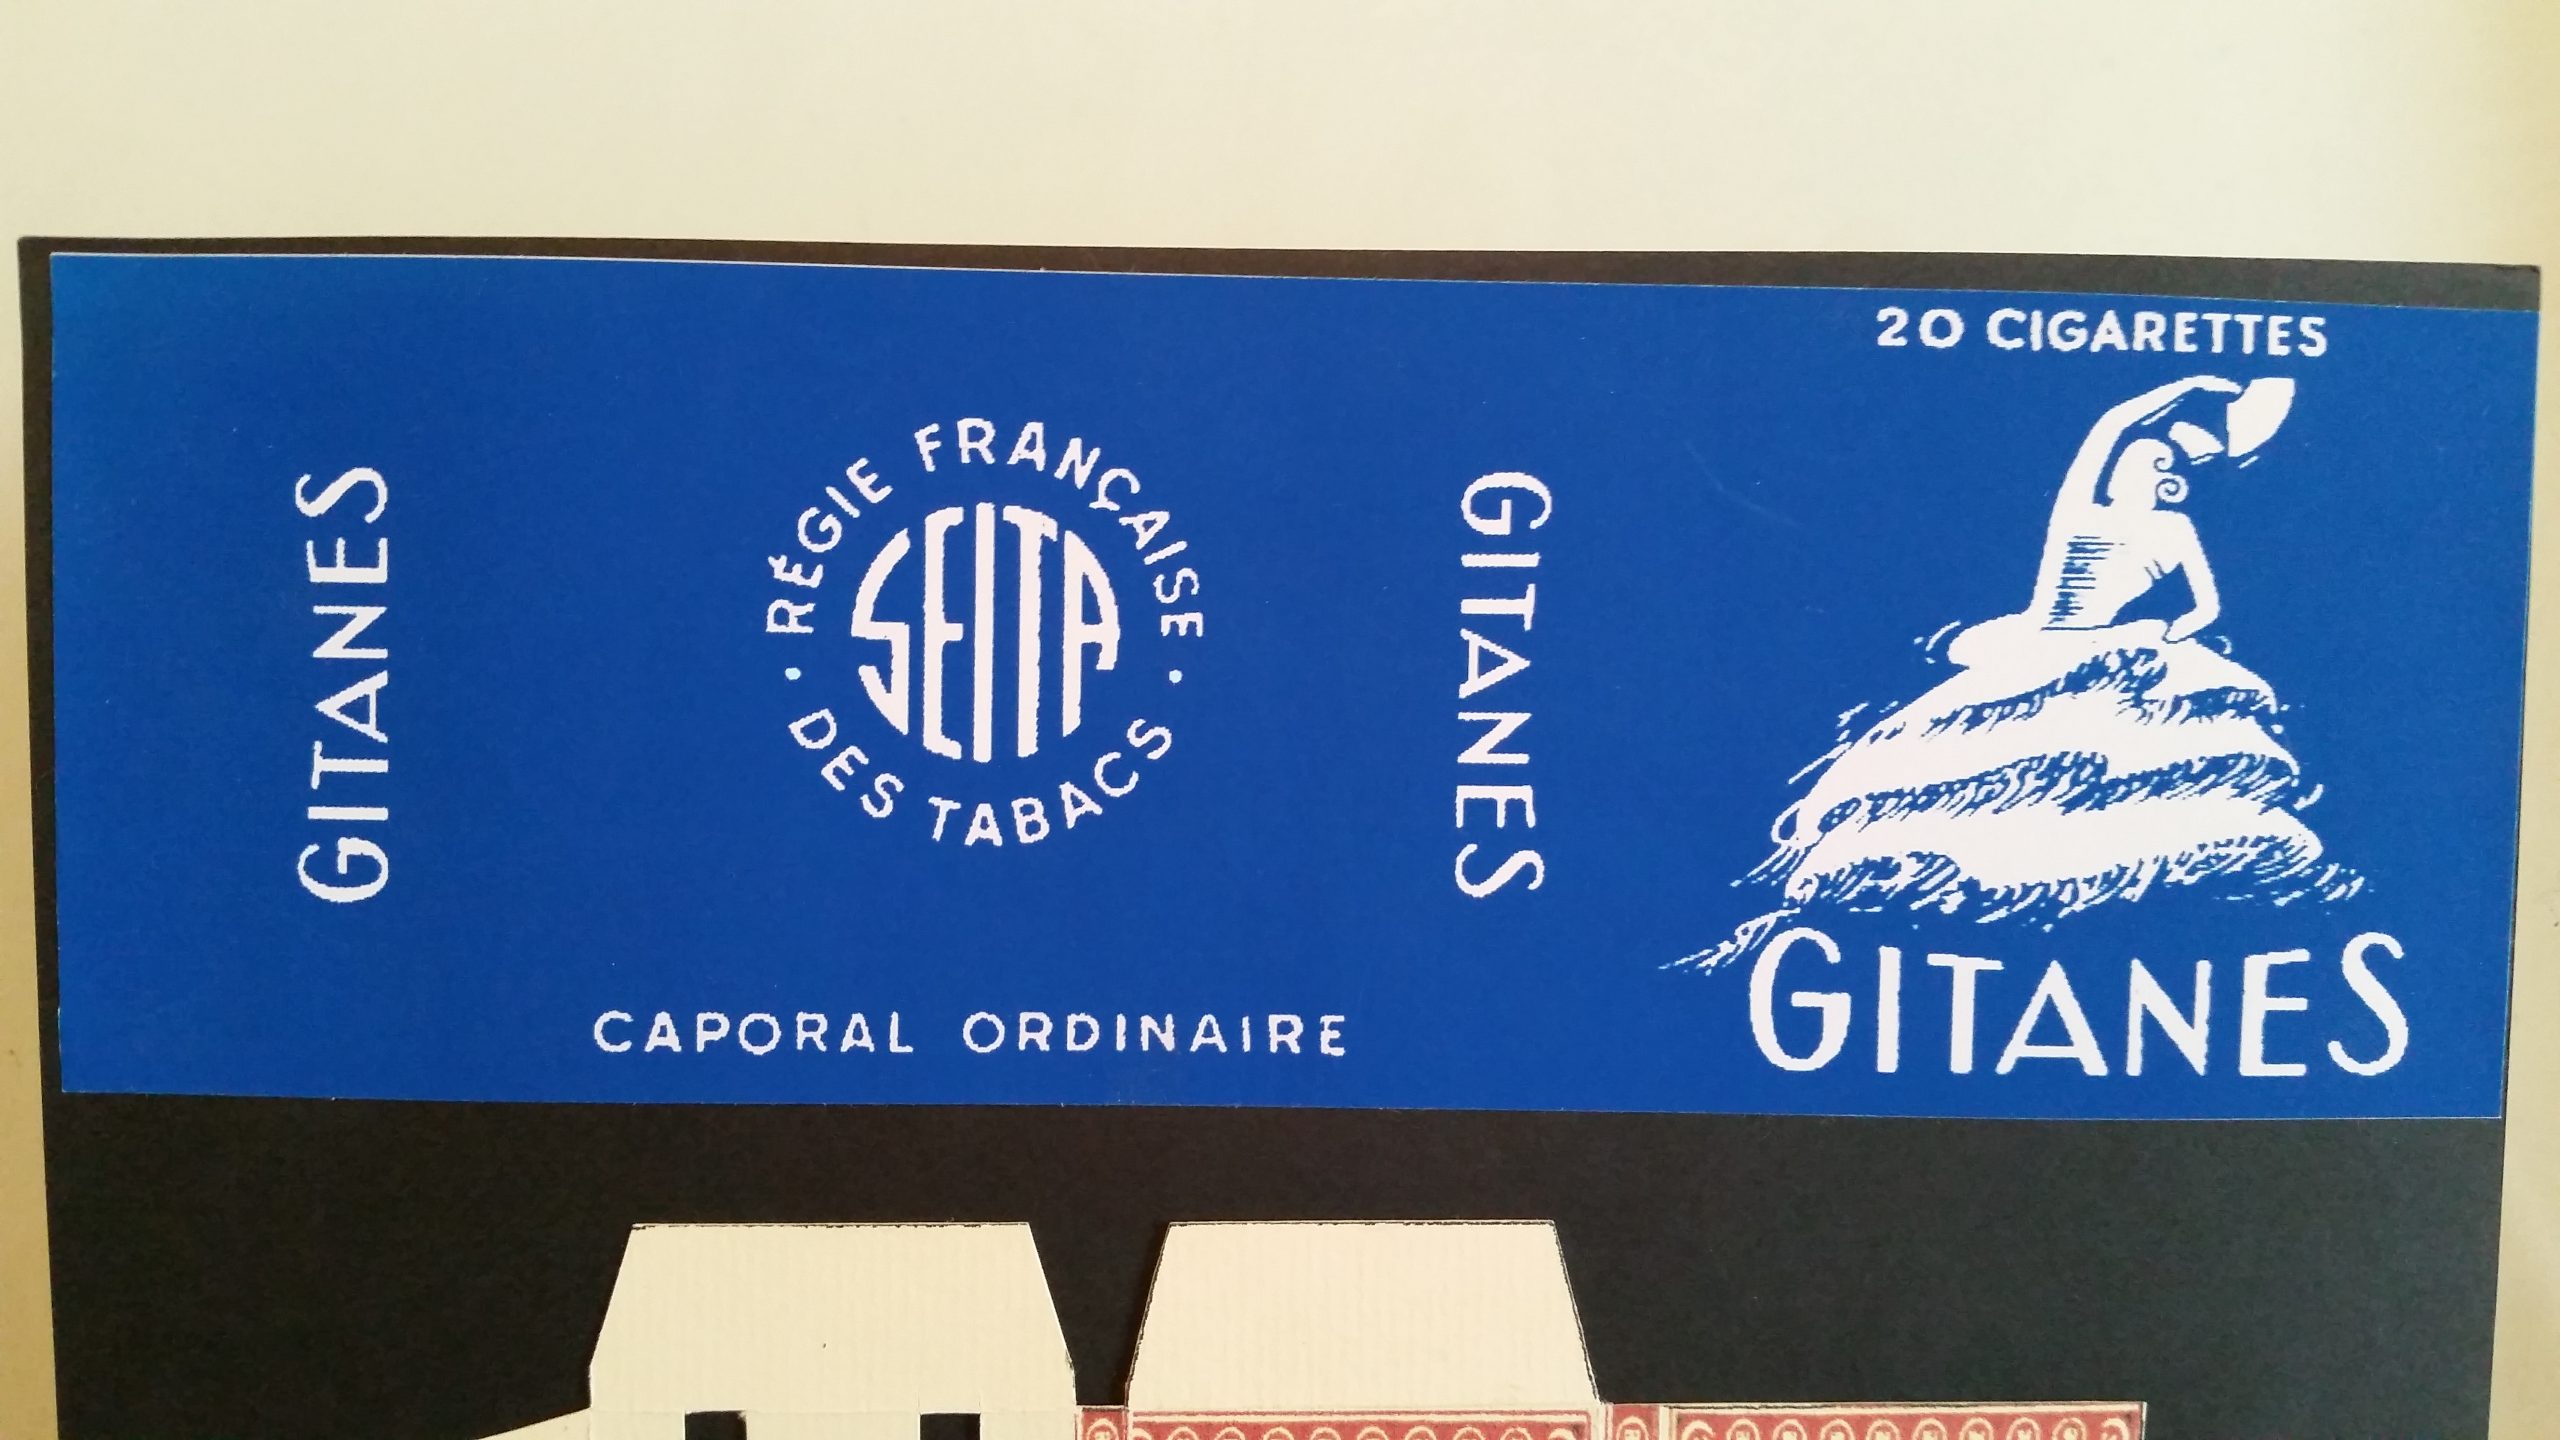 GITANES
RÉGIE FRANÇAISE
SEITA
· DES TABACS ·
CAPORAL ORDINAIRE
GITANES
20 CIGARETTES
GITANES